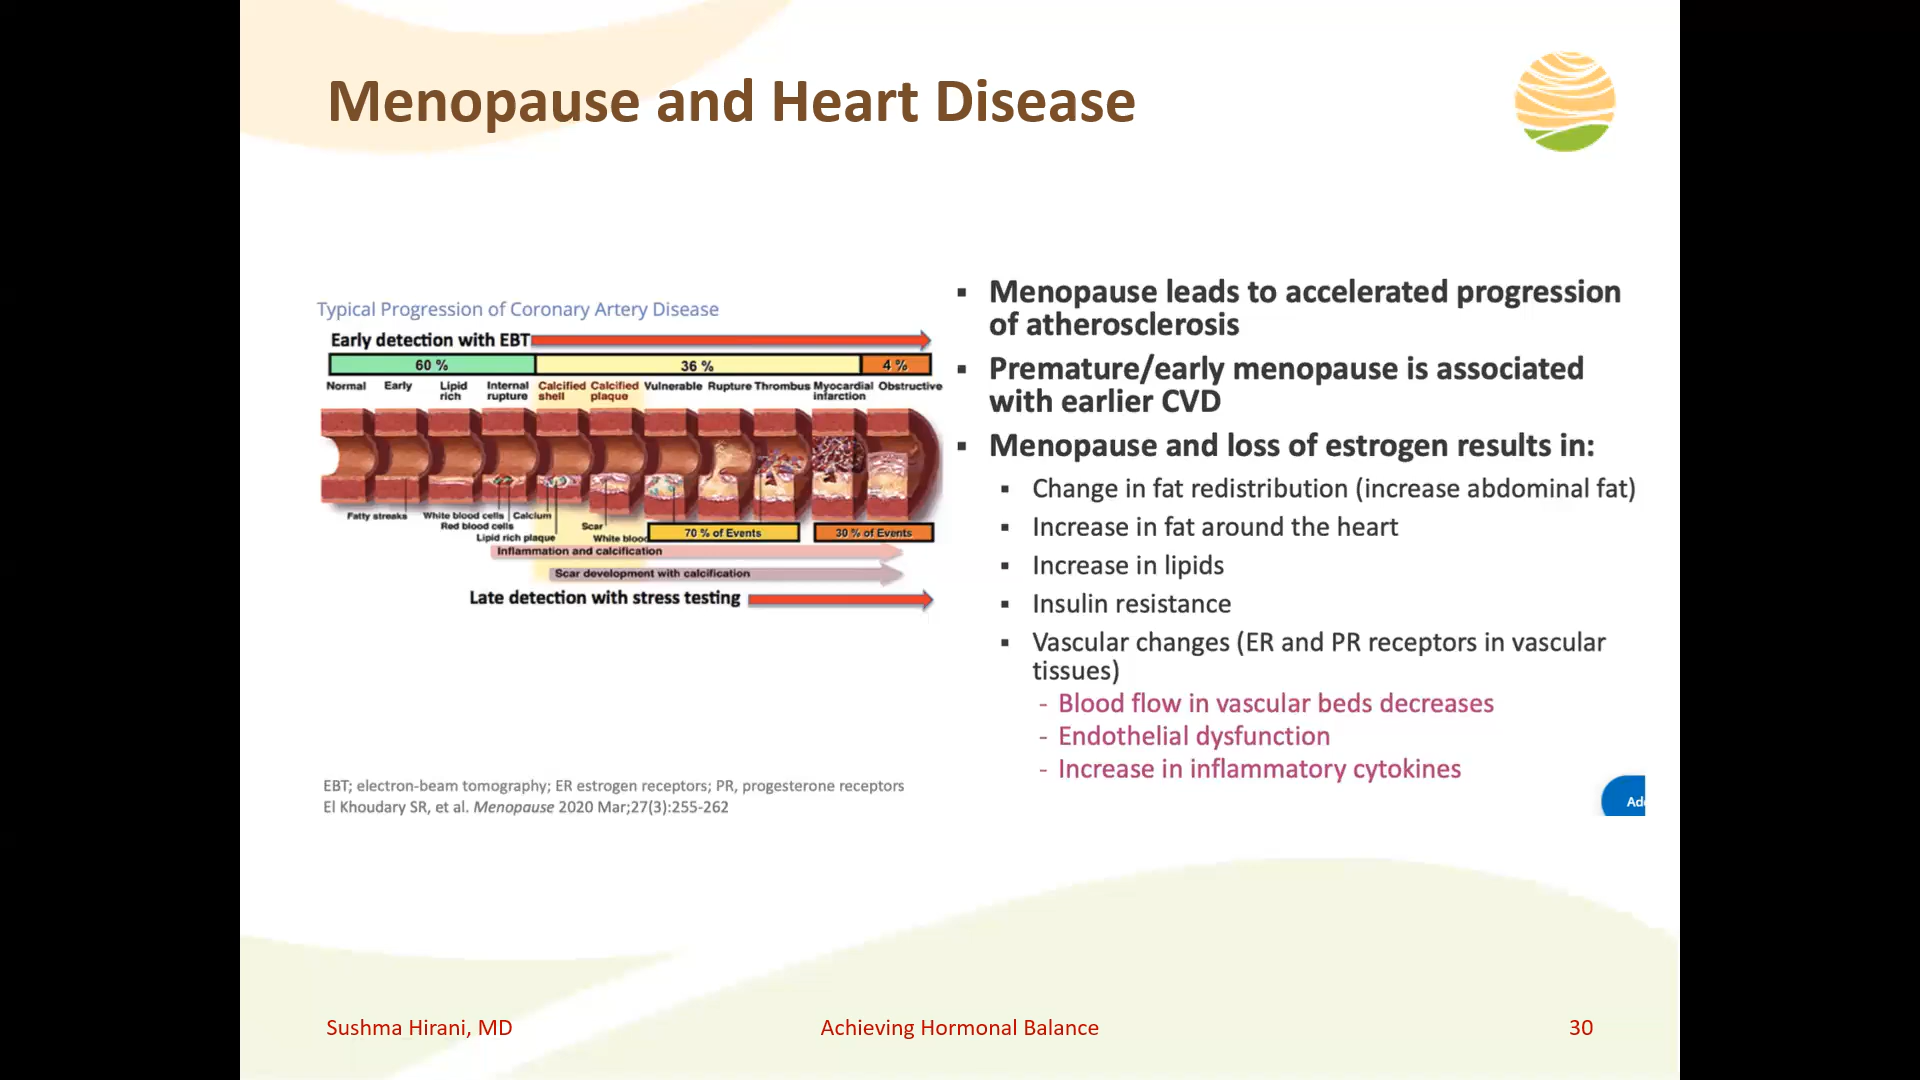 Menopause and Heart Disease
Typical Progression of Coronary Artery Disease
Early detection with EBT
60 % 36 % 4 %
Normal Early Lipid rich Internal rupture Calcified shell Calcified plaque Vulnerable Rupture Thrombus Myocardial infarction Obstructive
Fatty streaks White blood cells Calcium
Red blood cells Scar
Lipid rich plaque White blood
70 % of Events 30 % of Events
Inflammation and calcification
Scar development with calcification
Late detection with stress testing
EBT; electron-beam tomography; ER estrogen receptors; PR, progesterone receptors
El Khoudary SR, et al. Menopause 2020 Mar;27(3):255-262
▪ Menopause leads to accelerated progression
of atherosclerosis
▪ Premature/early menopause is associated
with earlier CVD
▪ Menopause and loss of estrogen results in:
▪ Change in fat redistribution (increase abdominal fat)
▪ Increase in fat around the heart
▪ Increase in lipids
▪ Insulin resistance
▪ Vascular changes (ER and PR receptors in vascular
tissues)
- Blood flow in vascular beds decreases
- Endothelial dysfunction
- Increase in inflammatory cytokines
Sushma Hirani, MD
Achieving Hormonal Balance
30